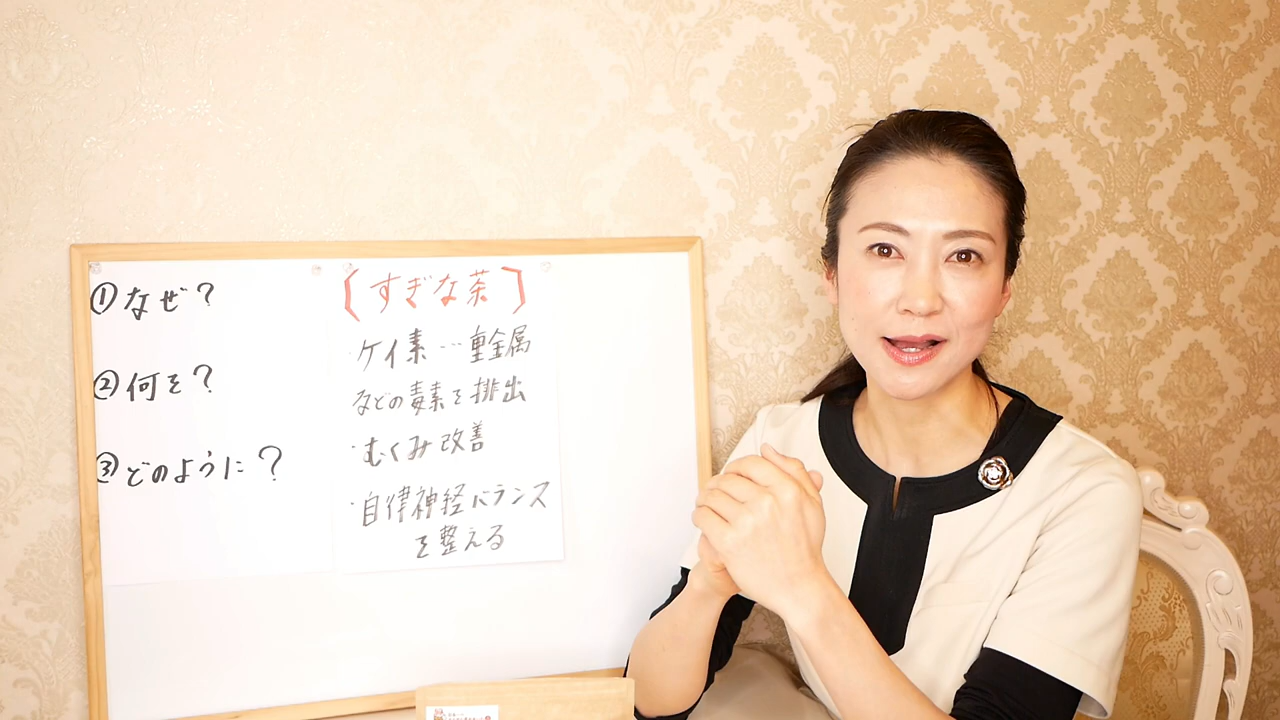 ①なぜ?
②何を?
③どのように?
【すぎな茶】
・ケイ素…重金属
などの毒素を排出
・むくみ改善
・自律神経バランス
を整える